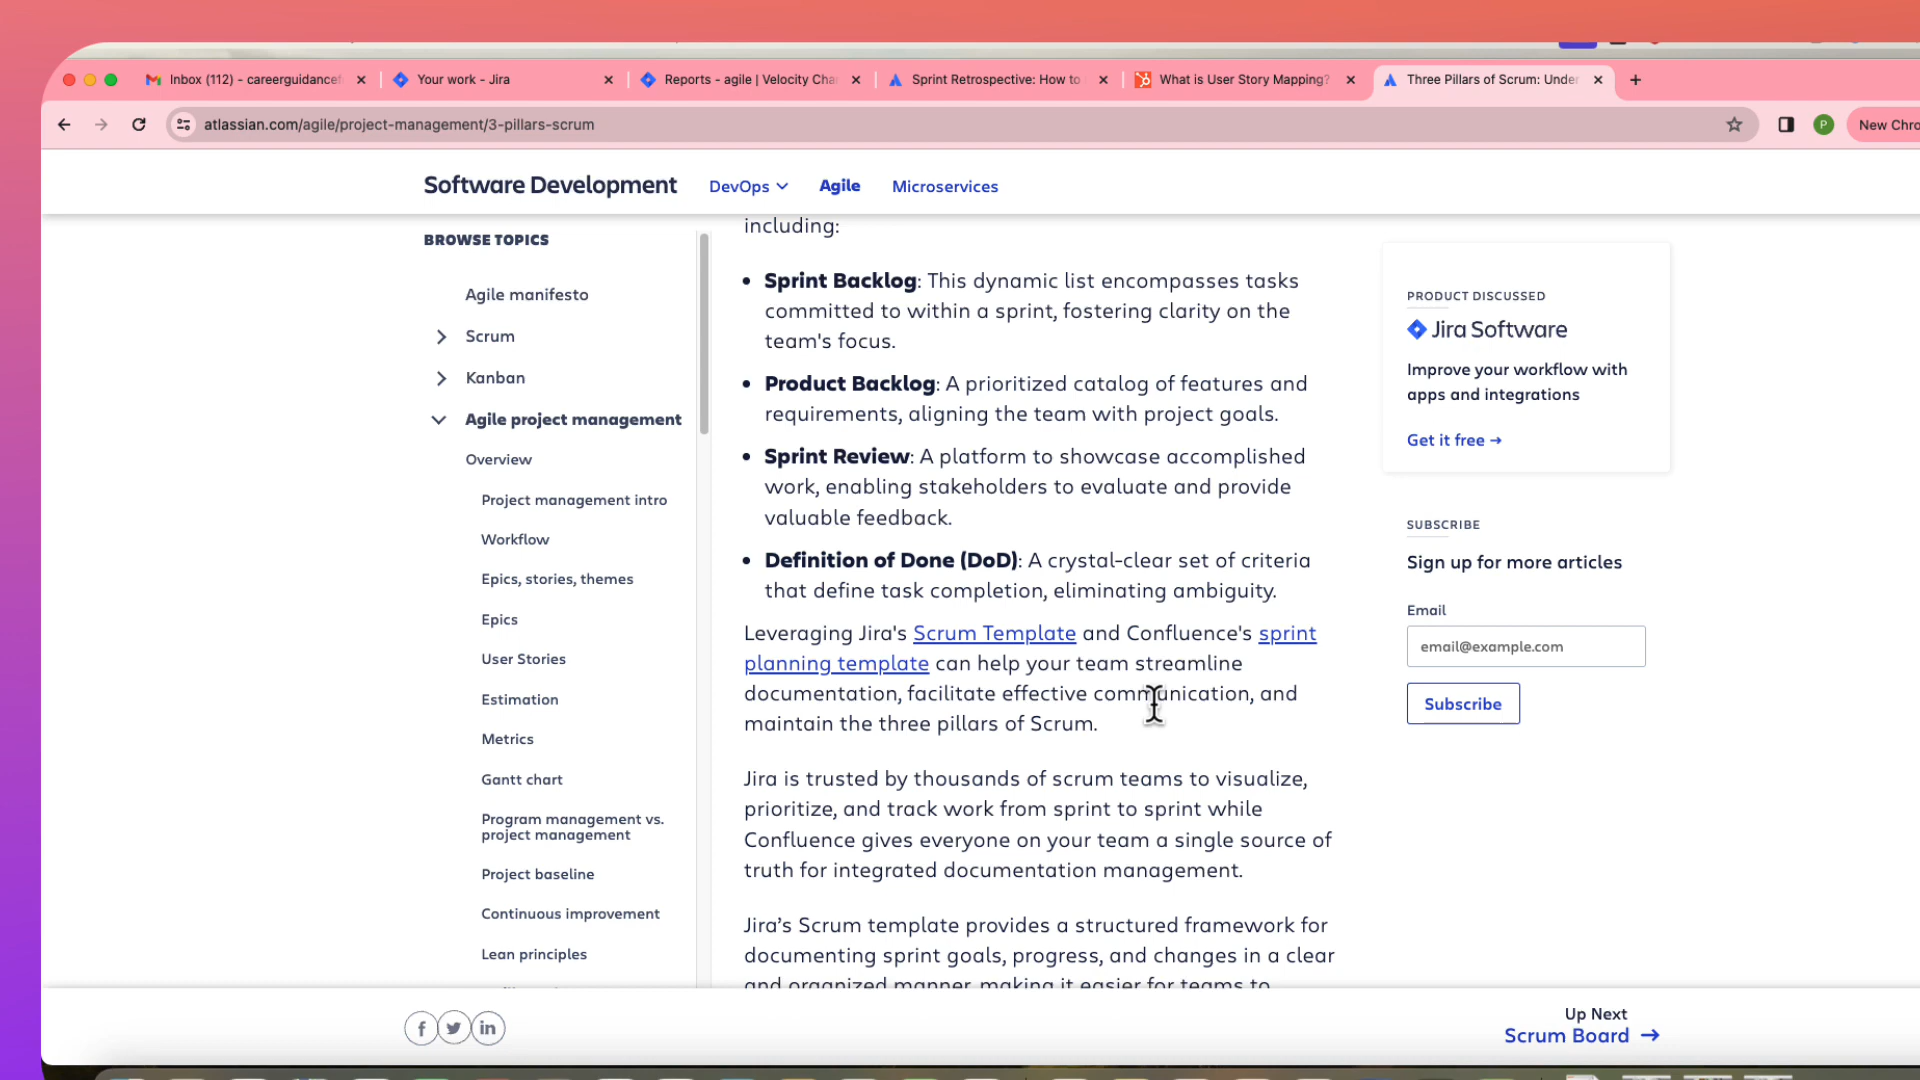 Inbox (112) - careerguidancef
Your work - Jira
Reports - agile | Velocity Cha
Sprint Retrospective: How to
What is User Story Mapping?
Three Pillars of Scrum: Under
atlassian.com/agile/project-management/3-pillars-scrum
P
New Chro
Software Development
DevOps
Agile
Microservices
BROWSE TOPICS
Agile manifesto
Scrum
Kanban
Agile project management
Overview
Project management intro
Workflow
Epics, stories, themes
Epics
User Stories
Estimation
Metrics
Gantt chart
Program management vs.
project management
Project baseline
Continuous improvement
Lean principles
including:
• Sprint Backlog: This dynamic list encompasses tasks
committed to within a sprint, fostering clarity on the
team's focus.
• Product Backlog: A prioritized catalog of features and
requirements, aligning the team with project goals.
• Sprint Review: A platform to showcase accomplished
work, enabling stakeholders to evaluate and provide
valuable feedback.
• Definition of Done (DoD): A crystal-clear set of criteria
that define task completion, eliminating ambiguity.
Leveraging Jira's Scrum Template and Confluence's sprint
planning template can help your team streamline
documentation, facilitate effective communication, and
maintain the three pillars of Scrum.
Jira is trusted by thousands of scrum teams to visualize,
prioritize, and track work from sprint to sprint while
Confluence gives everyone on your team a single source of
truth for integrated documentation management.
Jira’s Scrum template provides a structured framework for
documenting sprint goals, progress, and changes in a clear
and organized manner, making it easier for teams to
PRODUCT DISCUSSED
Jira Software
Improve your workflow with
apps and integrations
Get it free →
SUBSCRIBE
Sign up for more articles
Email
email@example.com
Subscribe
Up Next
Scrum Board →